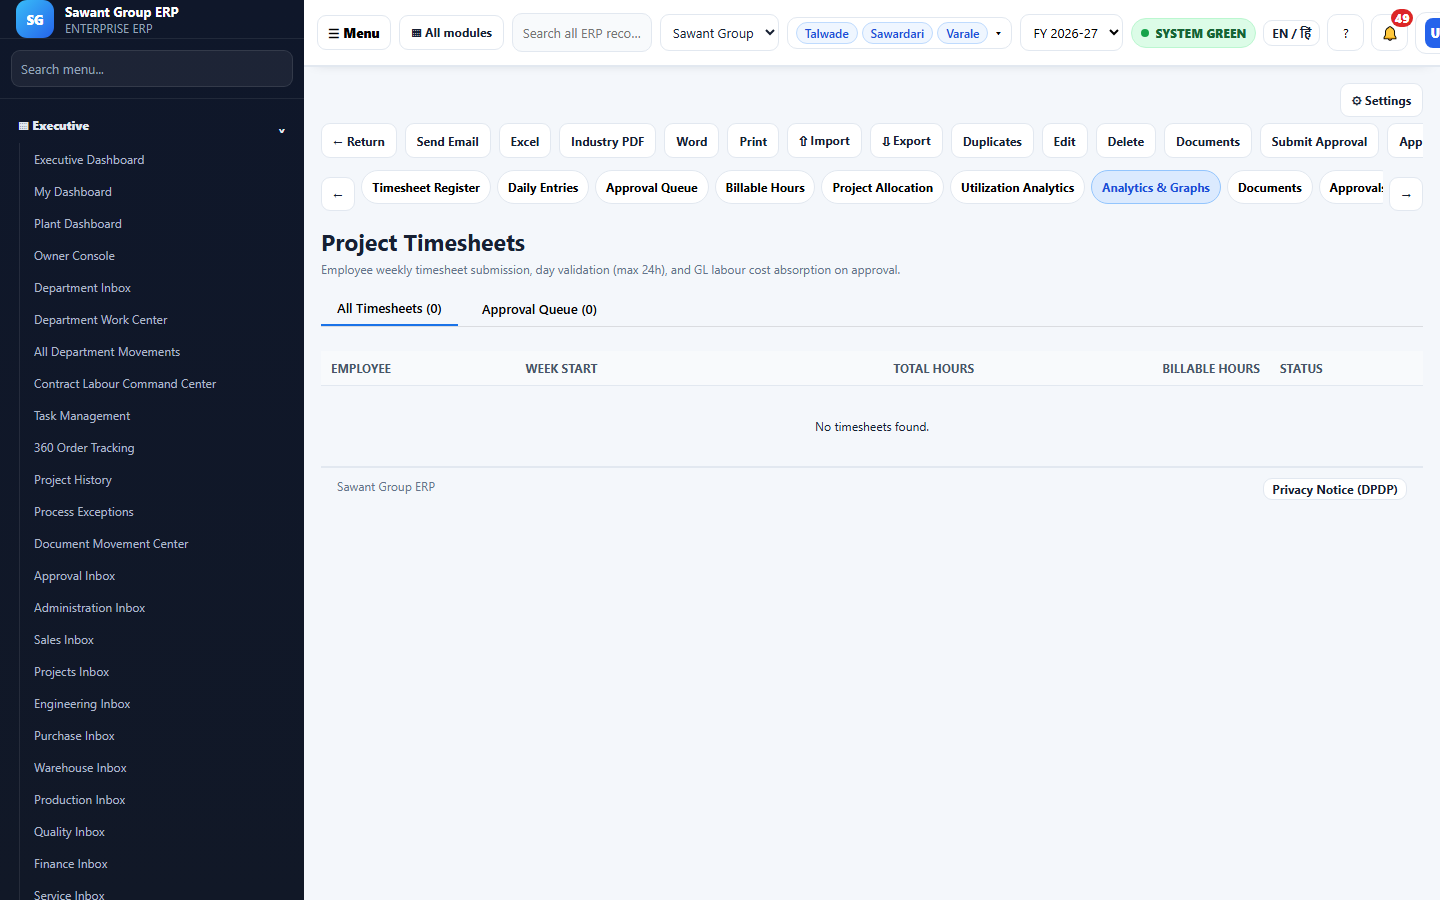 SG
Sawant Group ERP
ENTERPRISE ERP
☰ Menu
All modules
Search all ERP reco...
Sawant Group
Talwade
Sawardari
Varale
FY 2026-27
SYSTEM GREEN
EN / हिं
?
49
Search menu...
Executive
Executive Dashboard
My Dashboard
Plant Dashboard
Owner Console
Department Inbox
Department Work Center
All Department Movements
Contract Labour Command Center
Task Management
360 Order Tracking
Project History
Process Exceptions
Document Movement Center
Approval Inbox
Administration Inbox
Sales Inbox
Projects Inbox
Engineering Inbox
Purchase Inbox
Warehouse Inbox
Production Inbox
Quality Inbox
Finance Inbox
Service Inbox
⚙ Settings
← Return
Send Email
Excel
Industry PDF
Word
Print
⇧ Import
⇩ Export
Duplicates
Edit
Delete
Documents
Submit Approval
App
←
Timesheet Register
Daily Entries
Approval Queue
Billable Hours
Project Allocation
Utilization Analytics
Analytics & Graphs
Documents
Approvals
→
Project Timesheets
Employee weekly timesheet submission, day validation (max 24h), and GL labour cost absorption on approval.
All Timesheets (0)
Approval Queue (0)
EMPLOYEE WEEK START TOTAL HOURS BILLABLE HOURS STATUS
No timesheets found.
Sawant Group ERP
Privacy Notice (DPDP)